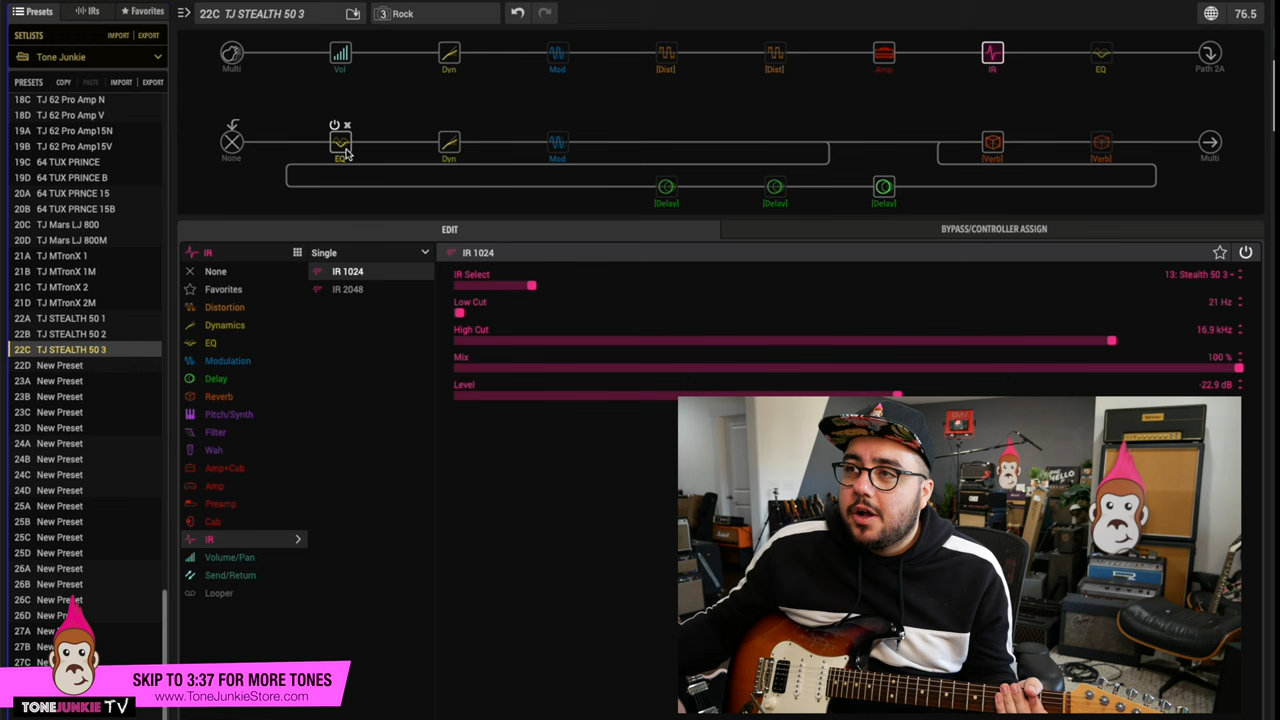 Presets IRs Favorites
22C TJ STEALTH 50 3
3 Rock
76.5
SETLISTS IMPORT EXPORT
Tone Junkie
PRESETS COPY PASTE IMPORT EXPORT
18C TJ 62 Pro Amp N
18D TJ 62 Pro Amp V
19A TJ 62 Pro Amp15N
19B TJ 62 Pro Amp15V
19C 64 TUX PRINCE
19D 64 TUX PRINCE B
20A 64 TUX PRNCE 15
20B 64 TUX PRNCE 15B
20C TJ Mars LJ 800
20D TJ Mars LJ 800M
21A TJ MTronX 1
21B TJ MTronX 1M
21C TJ MTronX 2
21D TJ MTronX 2M
22A TJ STEALTH 50 1
22B TJ STEALTH 50 2
22C TJ STEALTH 50 3
22D New Preset
23A New Preset
23B New Preset
23C New Preset
23D New Preset
24A New Preset
24B New Preset
24C New Preset
24D New Preset
25A New Preset
25B New Preset
25C New Preset
25D New Preset
26A New Preset
26B New Preset
26C New Preset
26D New
27A New
27B New
27C
Multi Vol Dyn Mod [Dist] [Dist] Amp IR EQ Path 2A
None EQ Dyn Mod [Verb] [Verb] Multi
[Delay] [Delay] [Delay]
EDIT
BYPASS/CONTROLLER ASSIGN
IR
None
Favorites
Distortion
Dynamics
EQ
Modulation
Delay
Reverb
Pitch/Synth
Filter
Wah
Amp+Cab
Amp
Preamp
Cab
IR
Volume/Pan
Send/Return
Looper
Single
IR 1024
IR 2048
IR 1024
IR Select 13: Stealth 50 3
Low Cut 21 Hz
High Cut 16.9 kHz
Mix 100 %
Level -22.9 dB
HELLO
SKIP TO 3:37 FOR MORE TONES
www.ToneJunkieStore.com
TONEJUNKIE TV